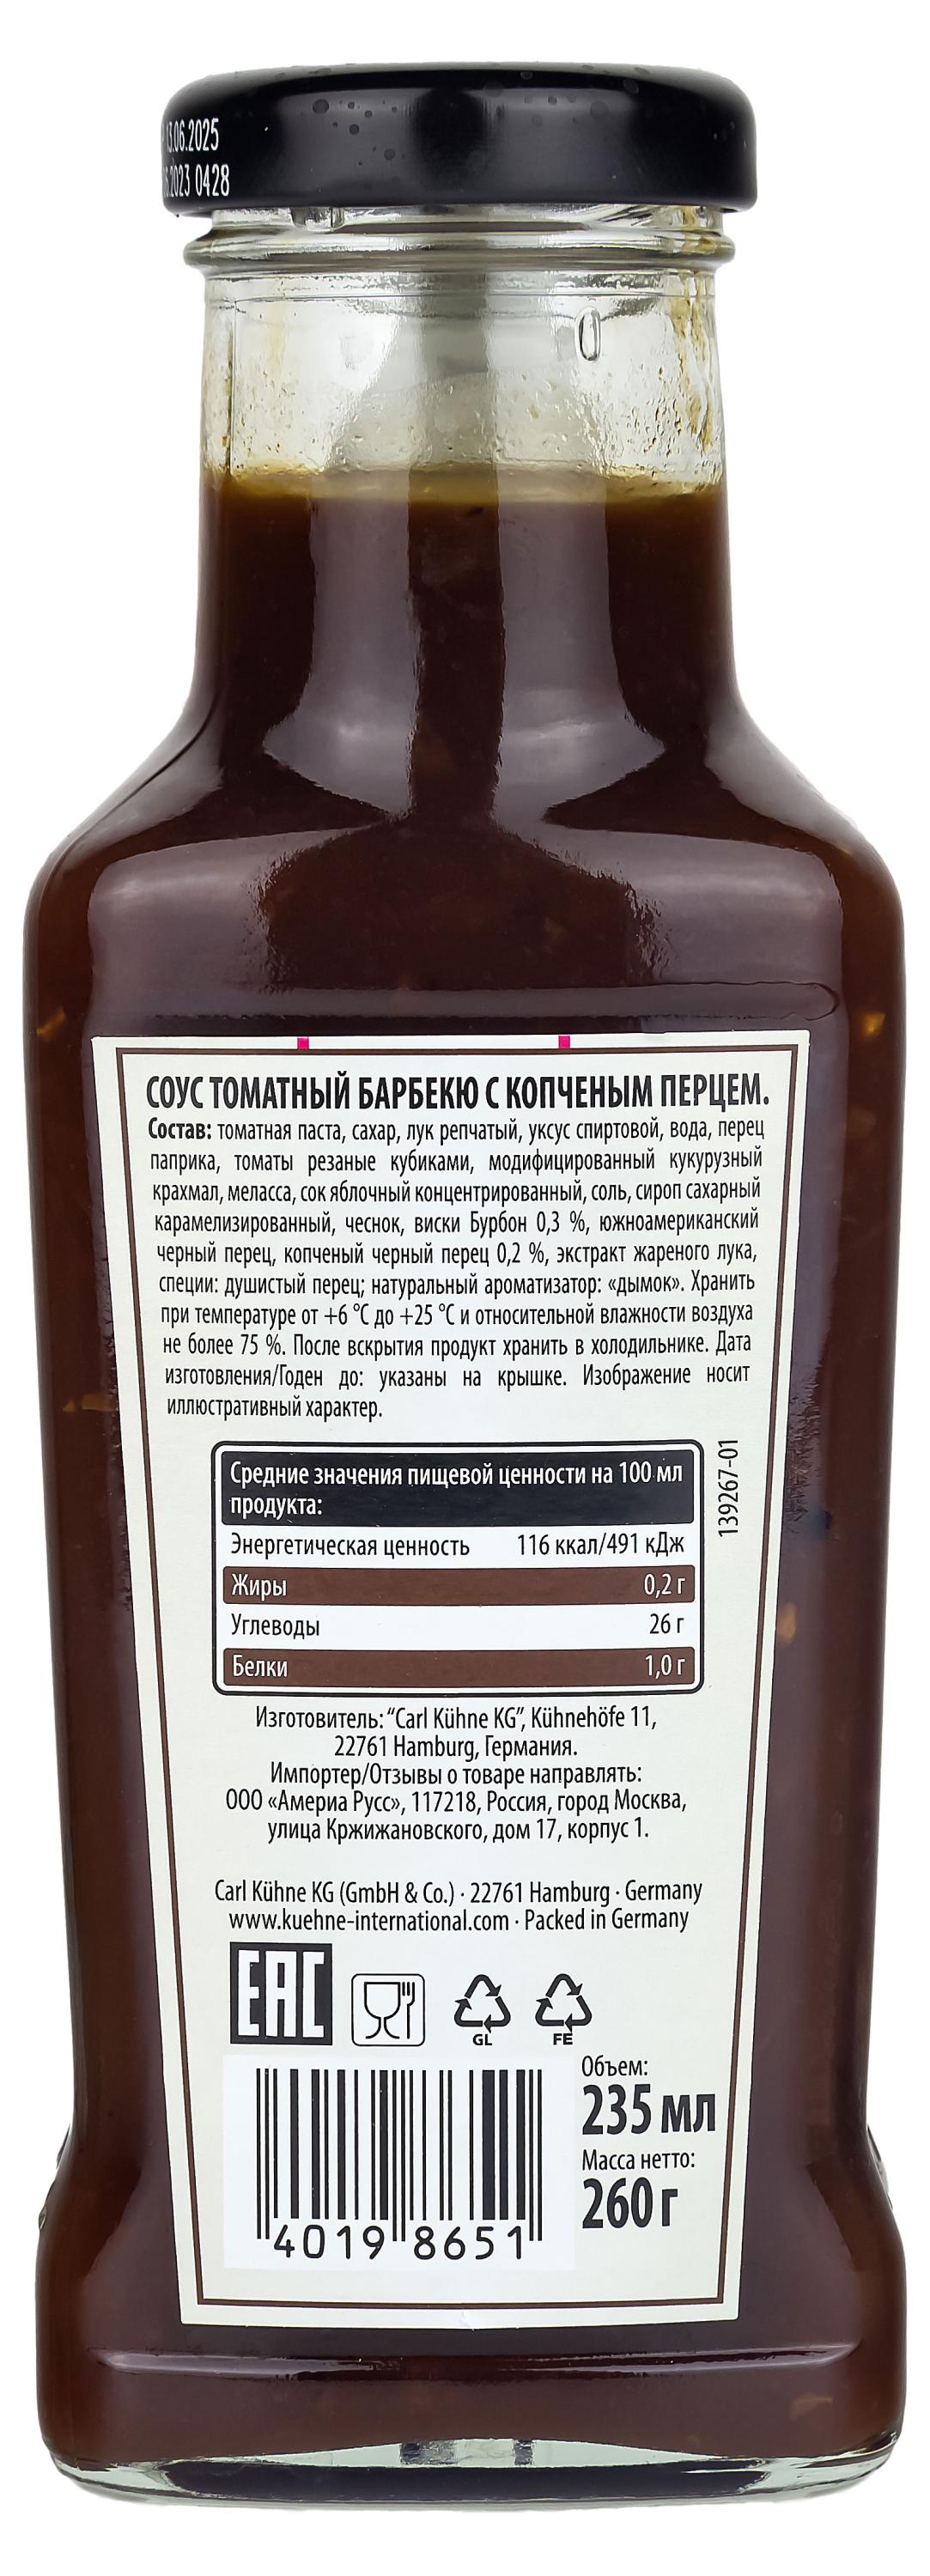 13.06.2025
2023 0428
СОУС ТОМАТНЫЙ БАРБЕКЮ С КОПЧЕНЫМ ПЕРЦЕМ.
Состав: томатная паста, сахар, лук репчатый, уксус спиртовой, вода, перец
паприка, томаты резаные кубиками, модифицированный кукурузный
крахмал, меласса, сок яблочный концентрированный, соль, сироп сахарный
карамелизированный, чеснок, виски Бурбон 0,3 %, южноамериканский
черный перец, копченый черный перец 0,2 %, экстракт жареного лука,
специи: душистый перец; натуральный ароматизатор: «дымок». Хранить
при температуре от +6 °C до +25 °C и относительной влажности воздуха
не более 75 %. После вскрытия продукт хранить в холодильнике. Дата
изготовления/Годен до: указаны на крышке. Изображение носит
иллюстративный характер.
139267-01
Средние значения пищевой ценности на 100 мл
продукта:
Энергетическая ценность 116 ккал/491 кДж
Жиры 0,2 г
Углеводы 26 г
Белки 1,0 г
Изготовитель: “Carl Kühne KG”, Kühnehöfe 11,
22761 Hamburg, Германия.
Импортер/Отзывы о товаре направлять:
ООО «Америа Русс», 117218, Россия, город Москва,
улица Кржижановского, дом 17, корпус 1.
Carl Kühne KG (GmbH & Co.) · 22761 Hamburg · Germany
www.kuehne-international.com · Packed in Germany
EAC
GL
FE
Объем:
235 мл
Масса нетто:
260 г
4019 8651